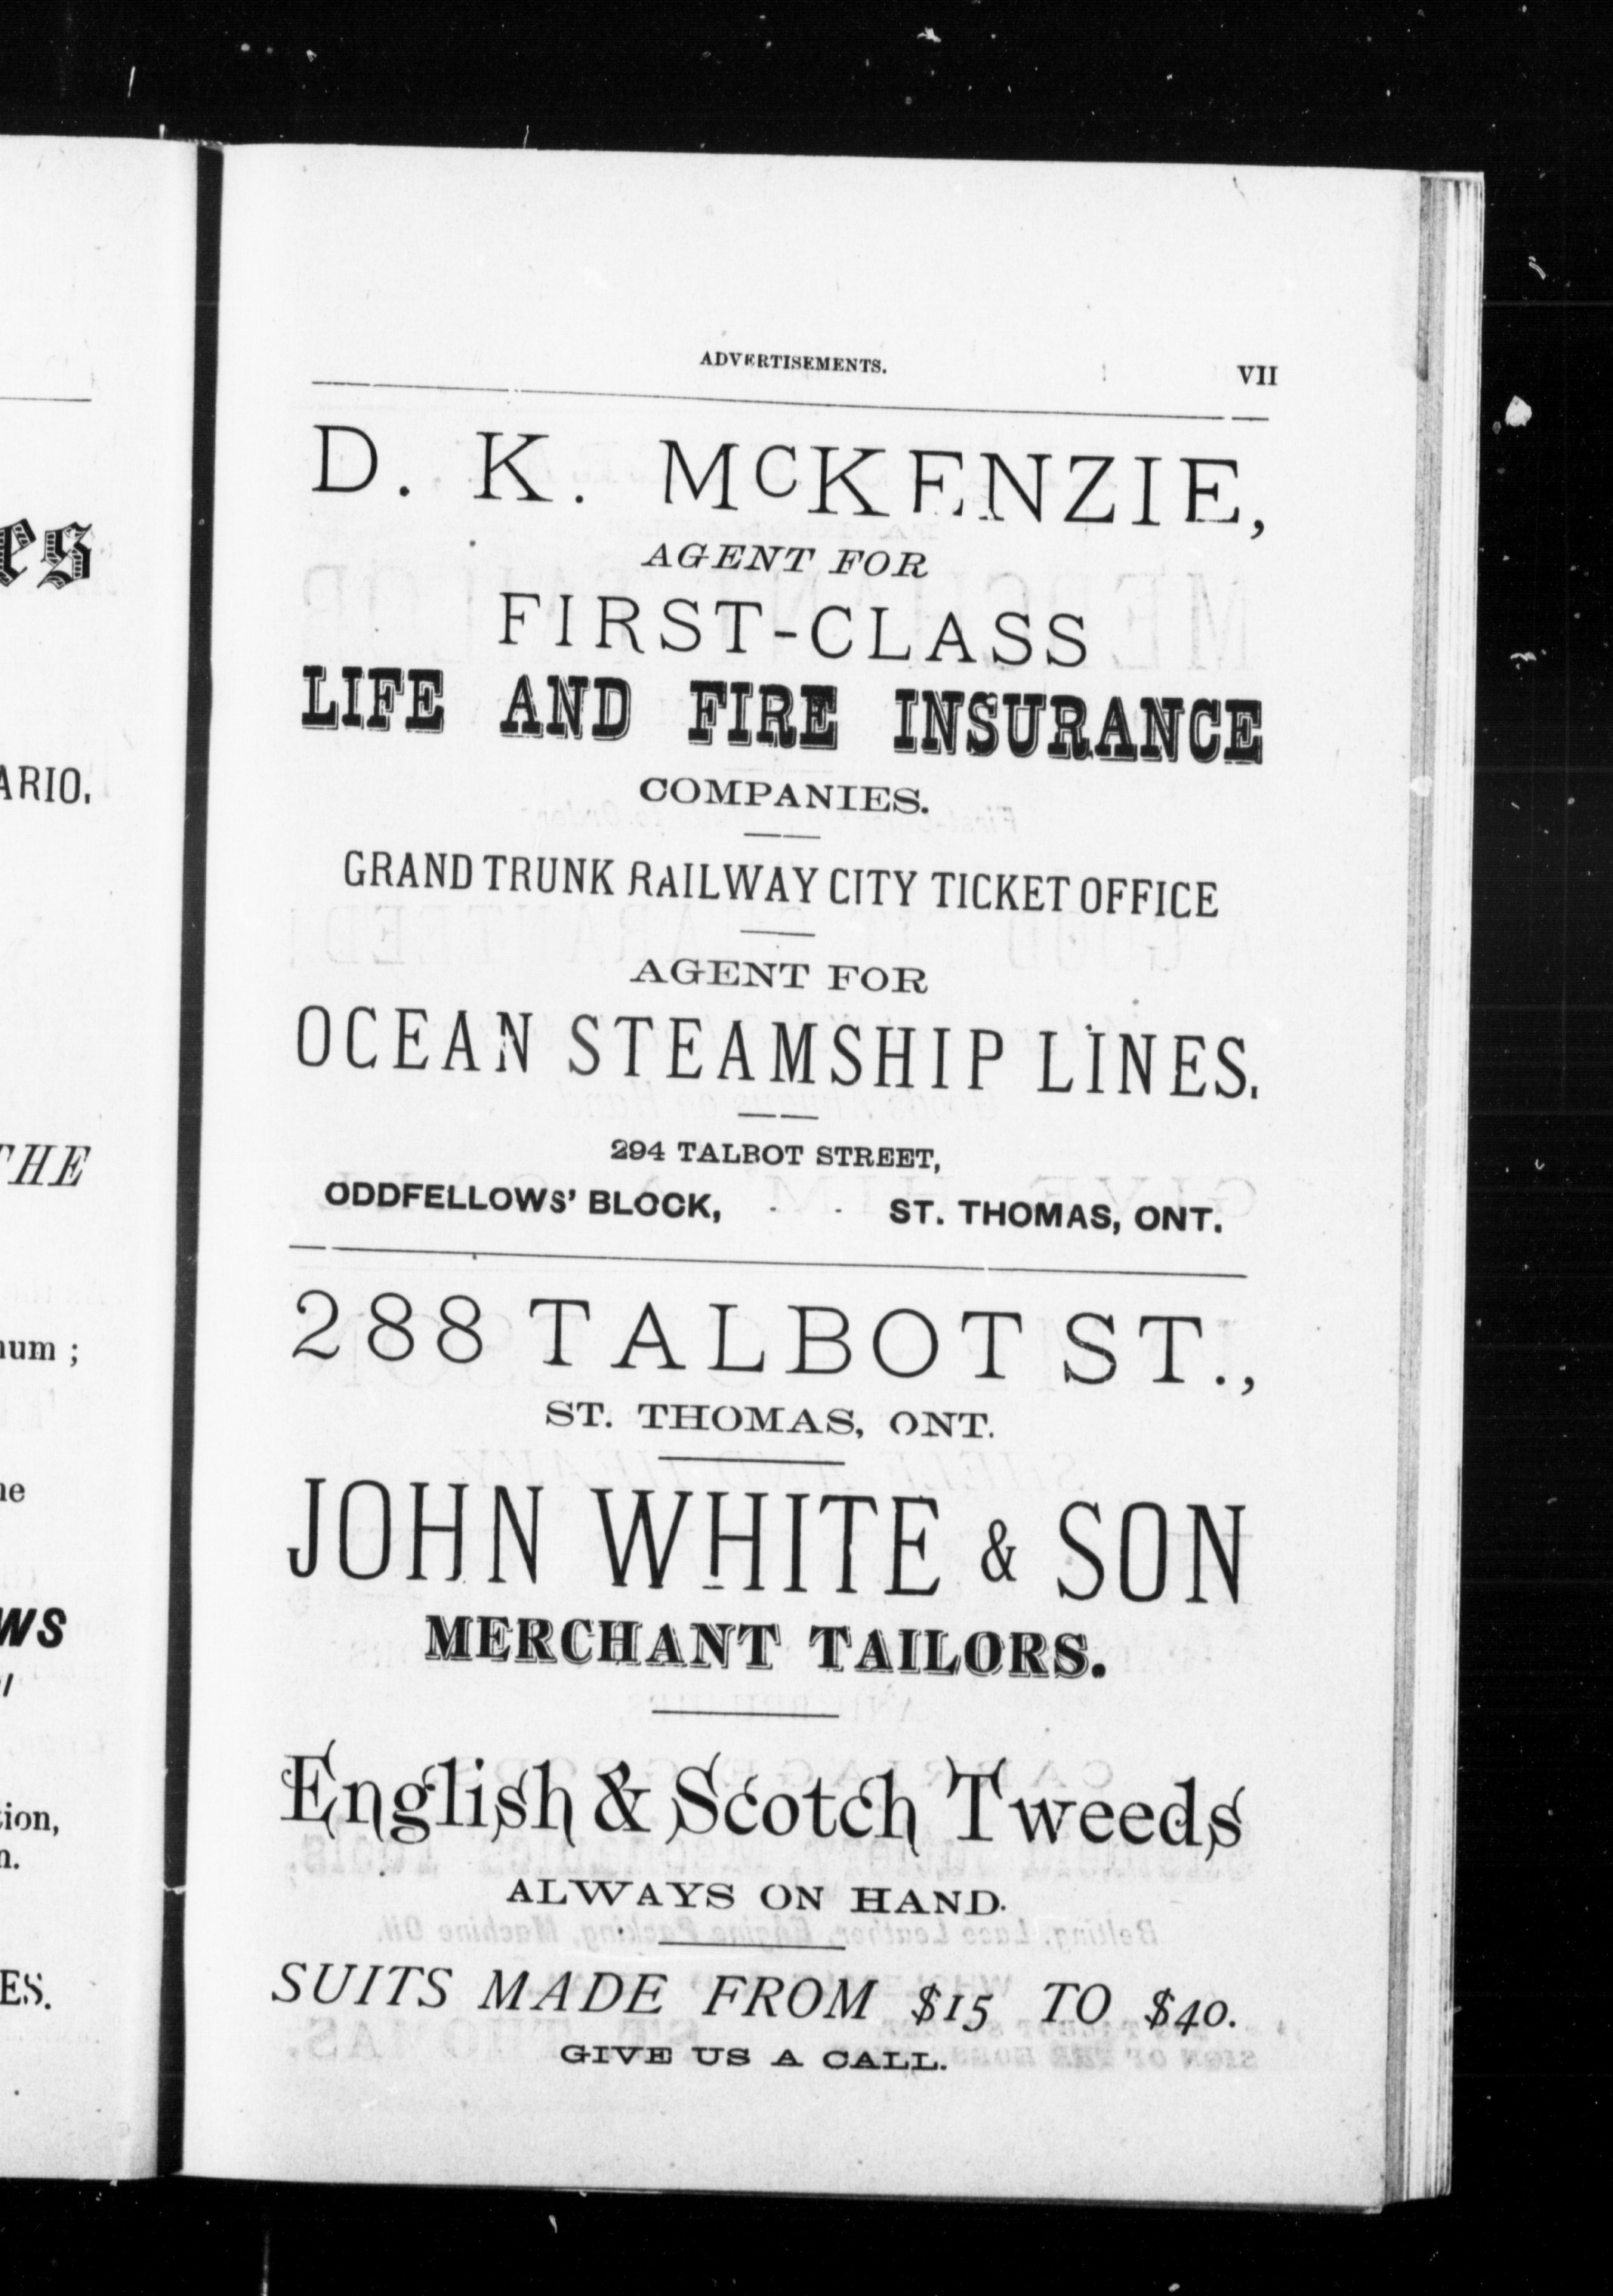 ADVERTISEMENTS. VII
D. K. McKENZIE,
AGENT FOR
FIRST-CLASS
LIFE AND FIRE INSURANCE
COMPANIES.
GRAND TRUNK RAILWAY CITY TICKET OFFICE
AGENT FOR
OCEAN STEAMSHIP LINES.
294 TALBOT STREET,
ODDFELLOWS' BLOCK, - - ST. THOMAS, ONT.
288 TALBOT ST.,
ST. THOMAS, ONT.
JOHN WHITE & SON
MERCHANT TAILORS.
English & Scotch Tweeds
ALWAYS ON HAND.
SUITS MADE FROM $15 TO $40.
GIVE US A CALL.